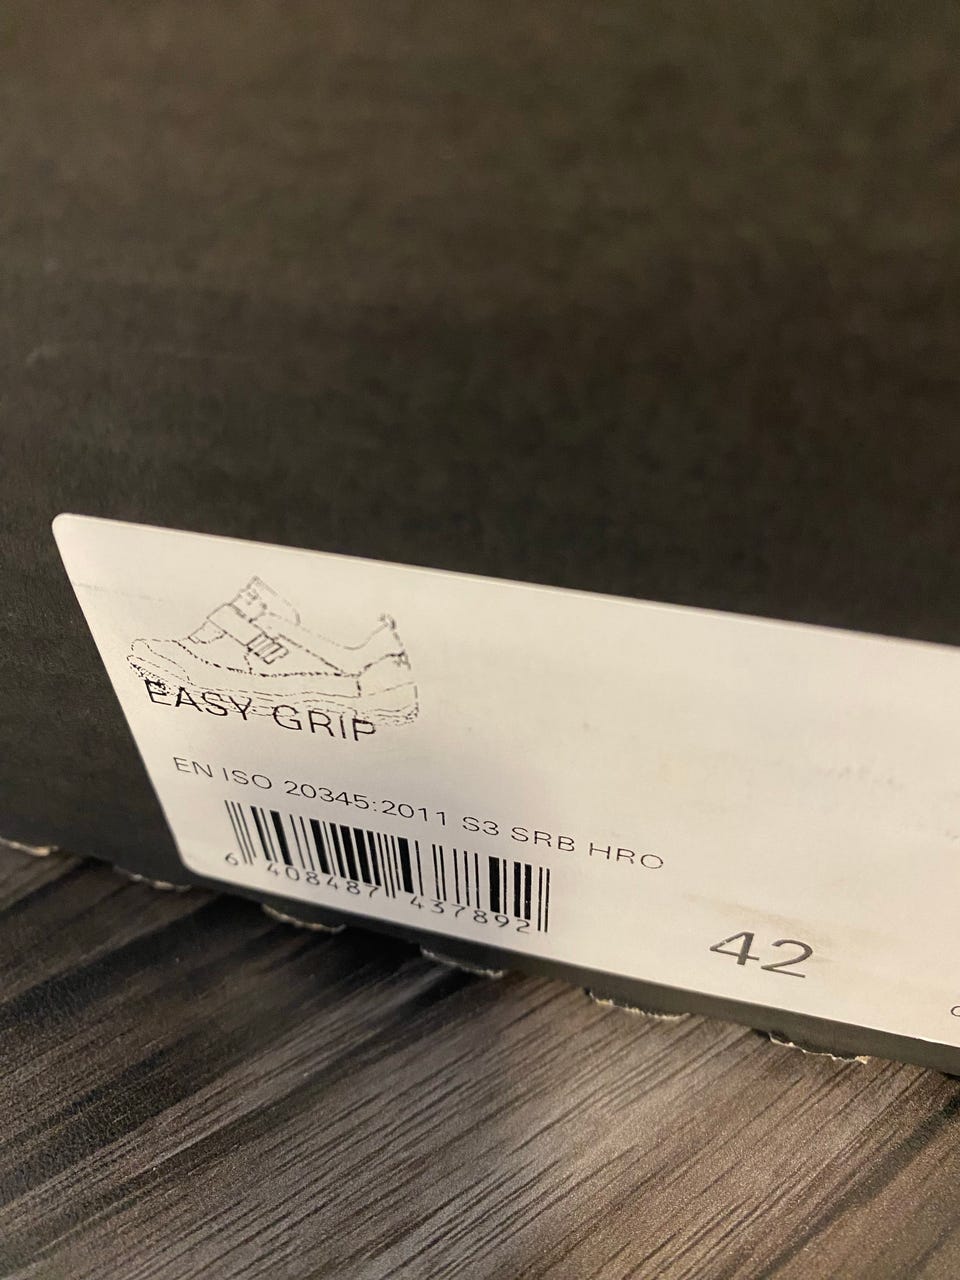 EASY GRIP
EN ISO 20345:2011 S3 SRB HRO
6 408487 437892
42